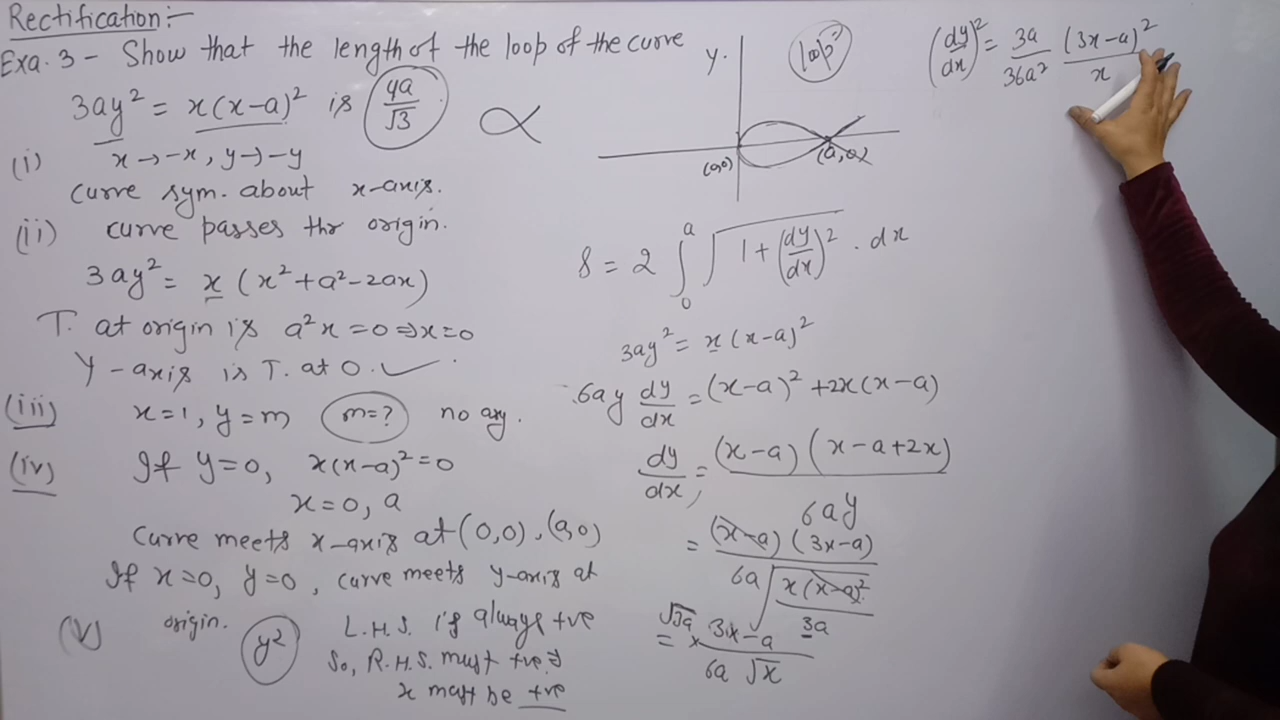 Rectification:-
Exa. 3 - Show that the length of the loop of the curve
3ay² = x(x-a)² is 4a/√3
(i) x→-x, y→-y
curve sym. about x-axis.
(ii) curve passes thr origin.
3ay² = x(x²+a²-2ax)
T. at origin is a²x=0⇒x=0
Y-axis is T. at O. ✓
(iii) x=1, y=m m=? no asy.
(iv) If y=0, x(x-a)²=0
x=0, a
Curve meets x-axis at (0,0), (a,0)
If x=0, y=0, curve meets y-axis at
origin.
(v) y² L.H.S. is always +ve
So, R.H.S. must +ve
x must be +ve
y. loop
(0,0) (a,0)
S = 2 ∫₀ᵃ √(1+(dy/dx)²) . dx
3ay² = x(x-a)²
6ay dy/dx = (x-a)² + 2x(x-a)
dy/dx = (x-a)(x-a+2x) / 6ay
= (x-a)(3x-a) / 6a√(x(x-a)²/3a)
= √3a × 3x-a / 6a √x
(dy/dx)² = 3a/36a² (3x-a)²/x